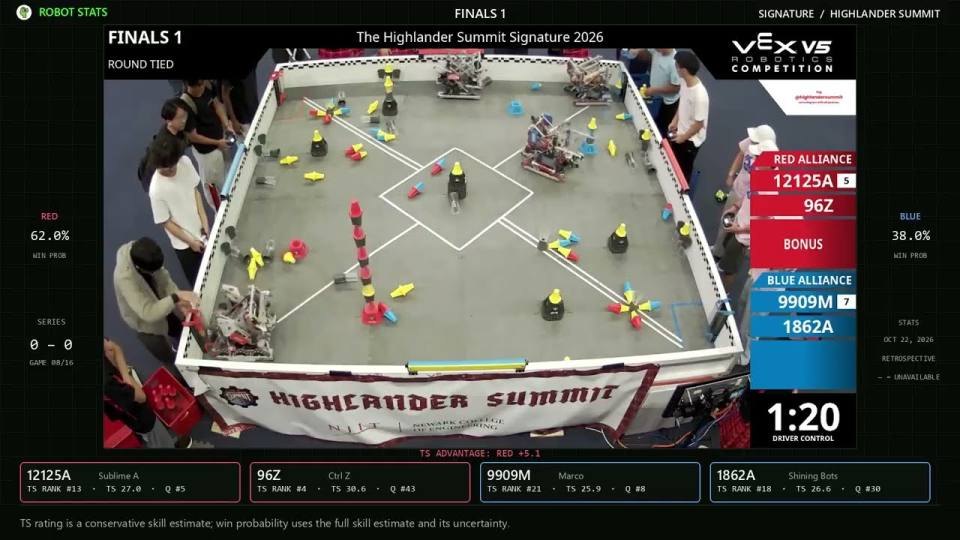 ROBOT STATS
FINALS 1
SIGNATURE / HIGHLANDER SUMMIT
FINALS 1
ROUND TIED
The Highlander Summit Signature 2026
VEX V5
ROBOTICS
COMPETITION
@highlandersummit
RED ALLIANCE
12125A 5
96Z
BONUS
BLUE ALLIANCE
9909M 7
1862A
1:20
DRIVER CONTROL
RED
62.0%
WIN PROB
SERIES
0 – 0
GAME 08/16
BLUE
38.0%
WIN PROB
STATS
OCT 22, 2026
RETROSPECTIVE
– = UNAVAILABLE
HIGHLANDER SUMMIT
NJIT
NEWARK COLLEGE
OF ENGINEERING
TS ADVANTAGE: RED +5.1
12125A Sublime A
TS RANK #13 · TS 27.0 · Q #5
96Z Ctrl Z
TS RANK #4 · TS 30.6 · Q #43
9909M Marco
TS RANK #21 · TS 25.9 · Q #8
1862A Shining Bots
TS RANK #18 · TS 26.6 · Q #30
TS rating is a conservative skill estimate; win probability uses the full skill estimate and its uncertainty.